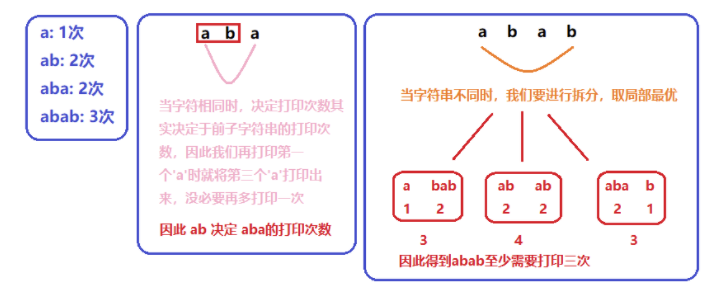 a: 1次
ab: 2次
aba: 2次
abab: 3次
a b a
当字符相同时，决定打印次数其
实决定于前子字符串的打印次
数，因此我们再打印第一
个'a'时就将第三个'a'打印出
来，没必要再多打印一次
因此 ab 决定 aba的打印次数
a b a b
当字符串不同时，我们要进行拆分，取局部最优
a bab
1 2
3
ab ab
2 2
4
aba b
2 1
3
因此得到abab至少需要打印三次